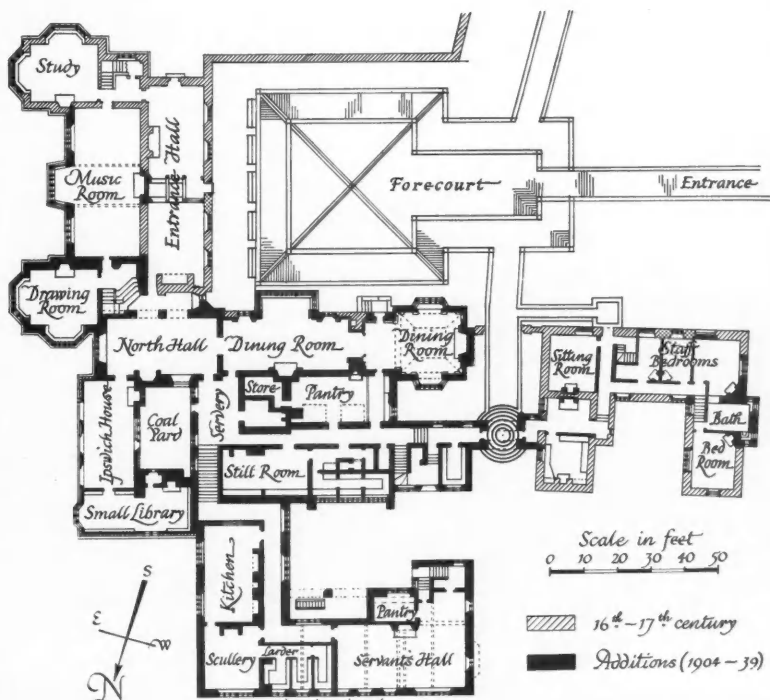 Study
Entrance Hall
Music
Room
Forecourt
Entrance
Drawing
Room
North Hall
Dining Room
Dining
Room
Sitting
Room
Staff
Bedrooms
Store
Pantry
Ipswich House
Coal
Yard
Servery
Bath
Bed
Room
Still Room
Small Library
Kitchen
Scale in feet
0 10 20 30 40 50
S
E
W
N
Pantry
16th–17th century
Scullery
Larder
Servants Hall
Additions (1904–39)